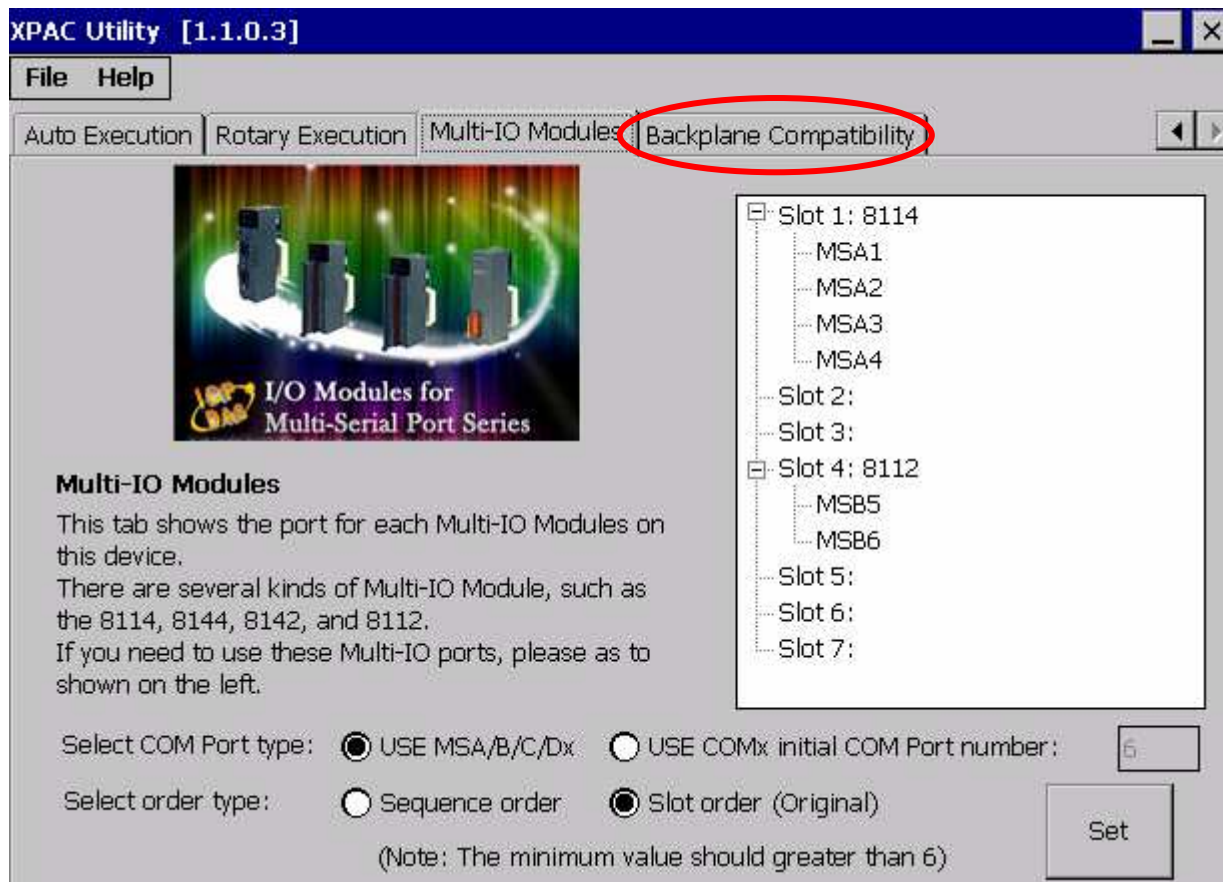 XPAC Utility [1.1.0.3]
File Help
Auto Execution Rotary Execution Multi-IO Modules Backplane Compatibility
ICP DAS
I/O Modules for
Multi-Serial Port Series
Multi-IO Modules
This tab shows the port for each Multi-IO Modules on
this device.
There are several kinds of Multi-IO Module, such as
the 8114, 8144, 8142, and 8112.
If you need to use these Multi-IO ports, please as to
shown on the left.
Slot 1: 8114
MSA1
MSA2
MSA3
MSA4
Slot 2:
Slot 3:
Slot 4: 8112
MSB5
MSB6
Slot 5:
Slot 6:
Slot 7:
Select COM Port type: USE MSA/B/C/Dx USE COMx initial COM Port number: 6
Select order type: Sequence order Slot order (Original)
Set
(Note: The minimum value should greater than 6)